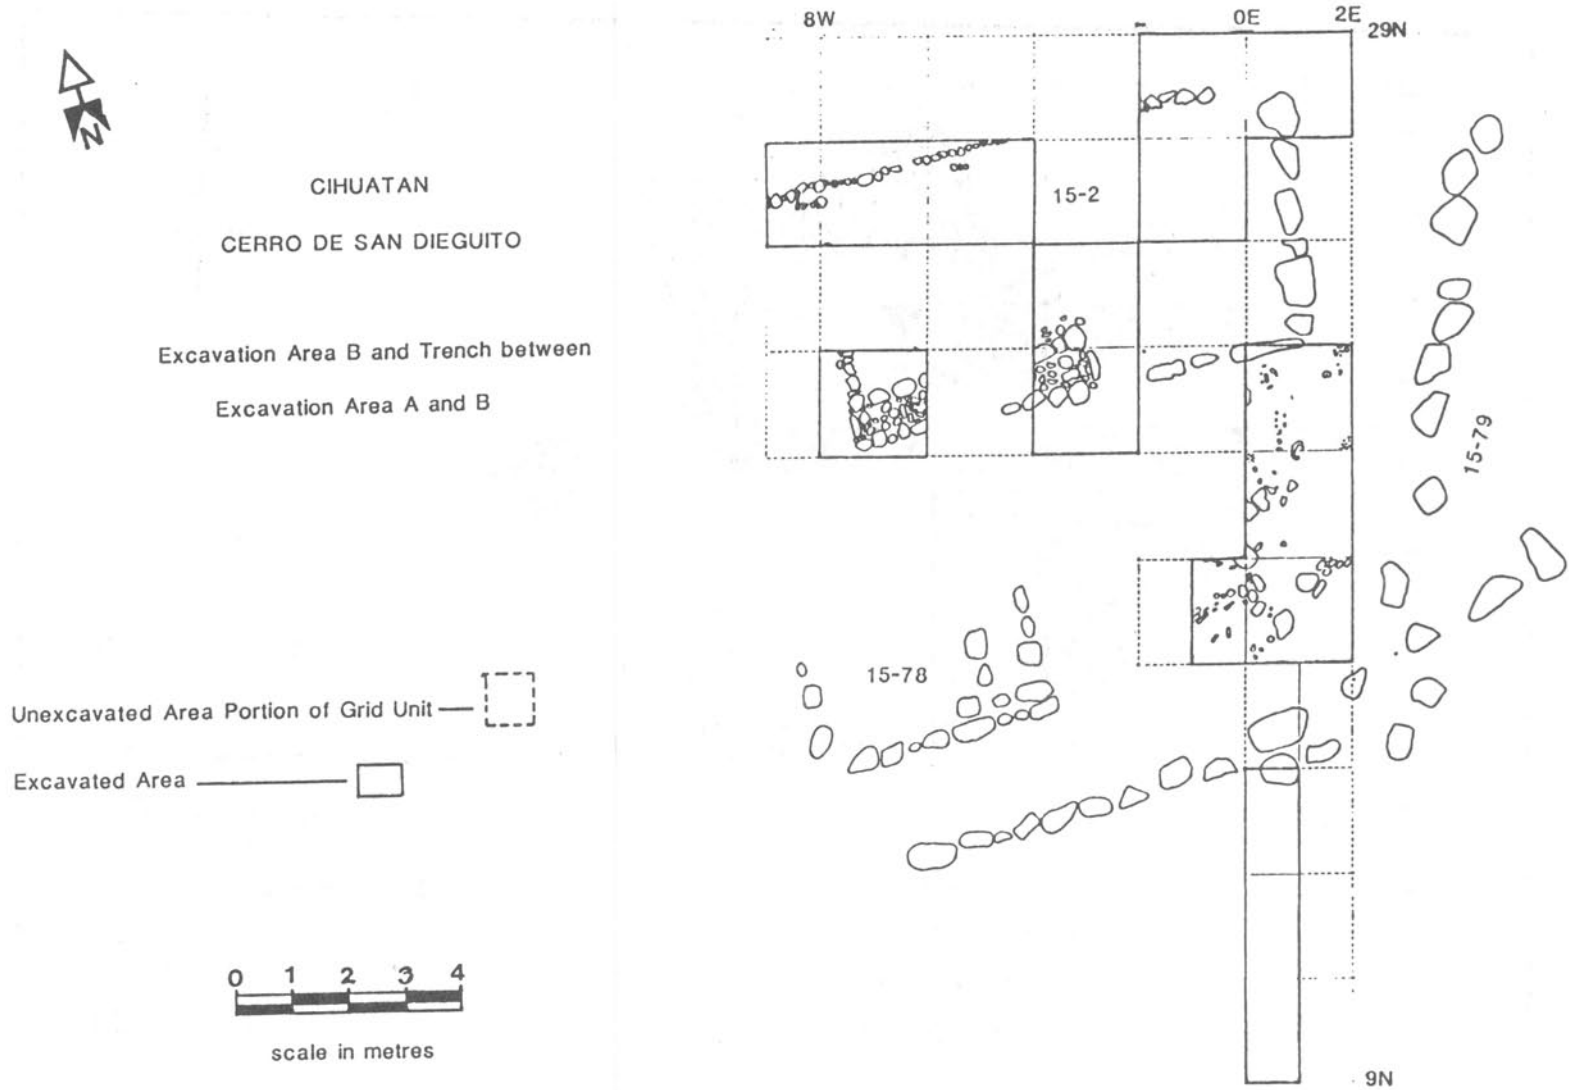 8W
0E
2E
29N
N
CIHUATAN
CERRO DE SAN DIEGUITO
15-2
Excavation Area B and Trench between
Excavation Area A and B
15-79
15-78
Unexcavated Area Portion of Grid Unit
Excavated Area
0 1 2 3 4
scale in metres
9N